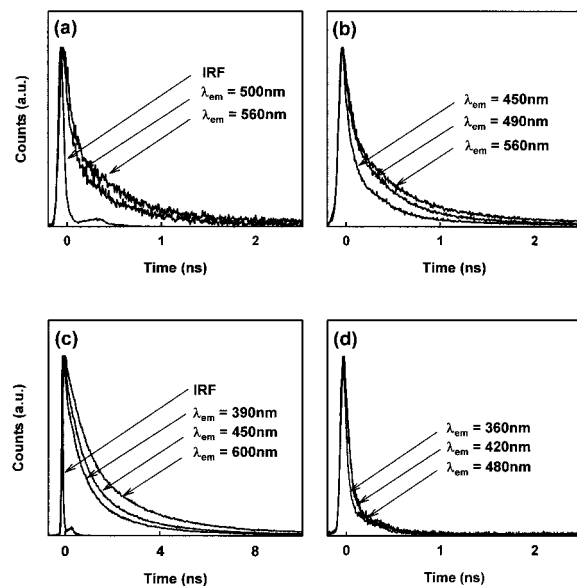 (a)
IRF
λem = 500nm
λem = 560nm
Counts (a.u.)
0 1 2
Time (ns)
(b)
λem = 450nm
λem = 490nm
λem = 560nm
0 1 2
Time (ns)
(c)
IRF
λem = 390nm
λem = 450nm
λem = 600nm
Counts (a.u.)
0 4 8
Time (ns)
(d)
λem = 360nm
λem = 420nm
λem = 480nm
0 1 2
Time (ns)